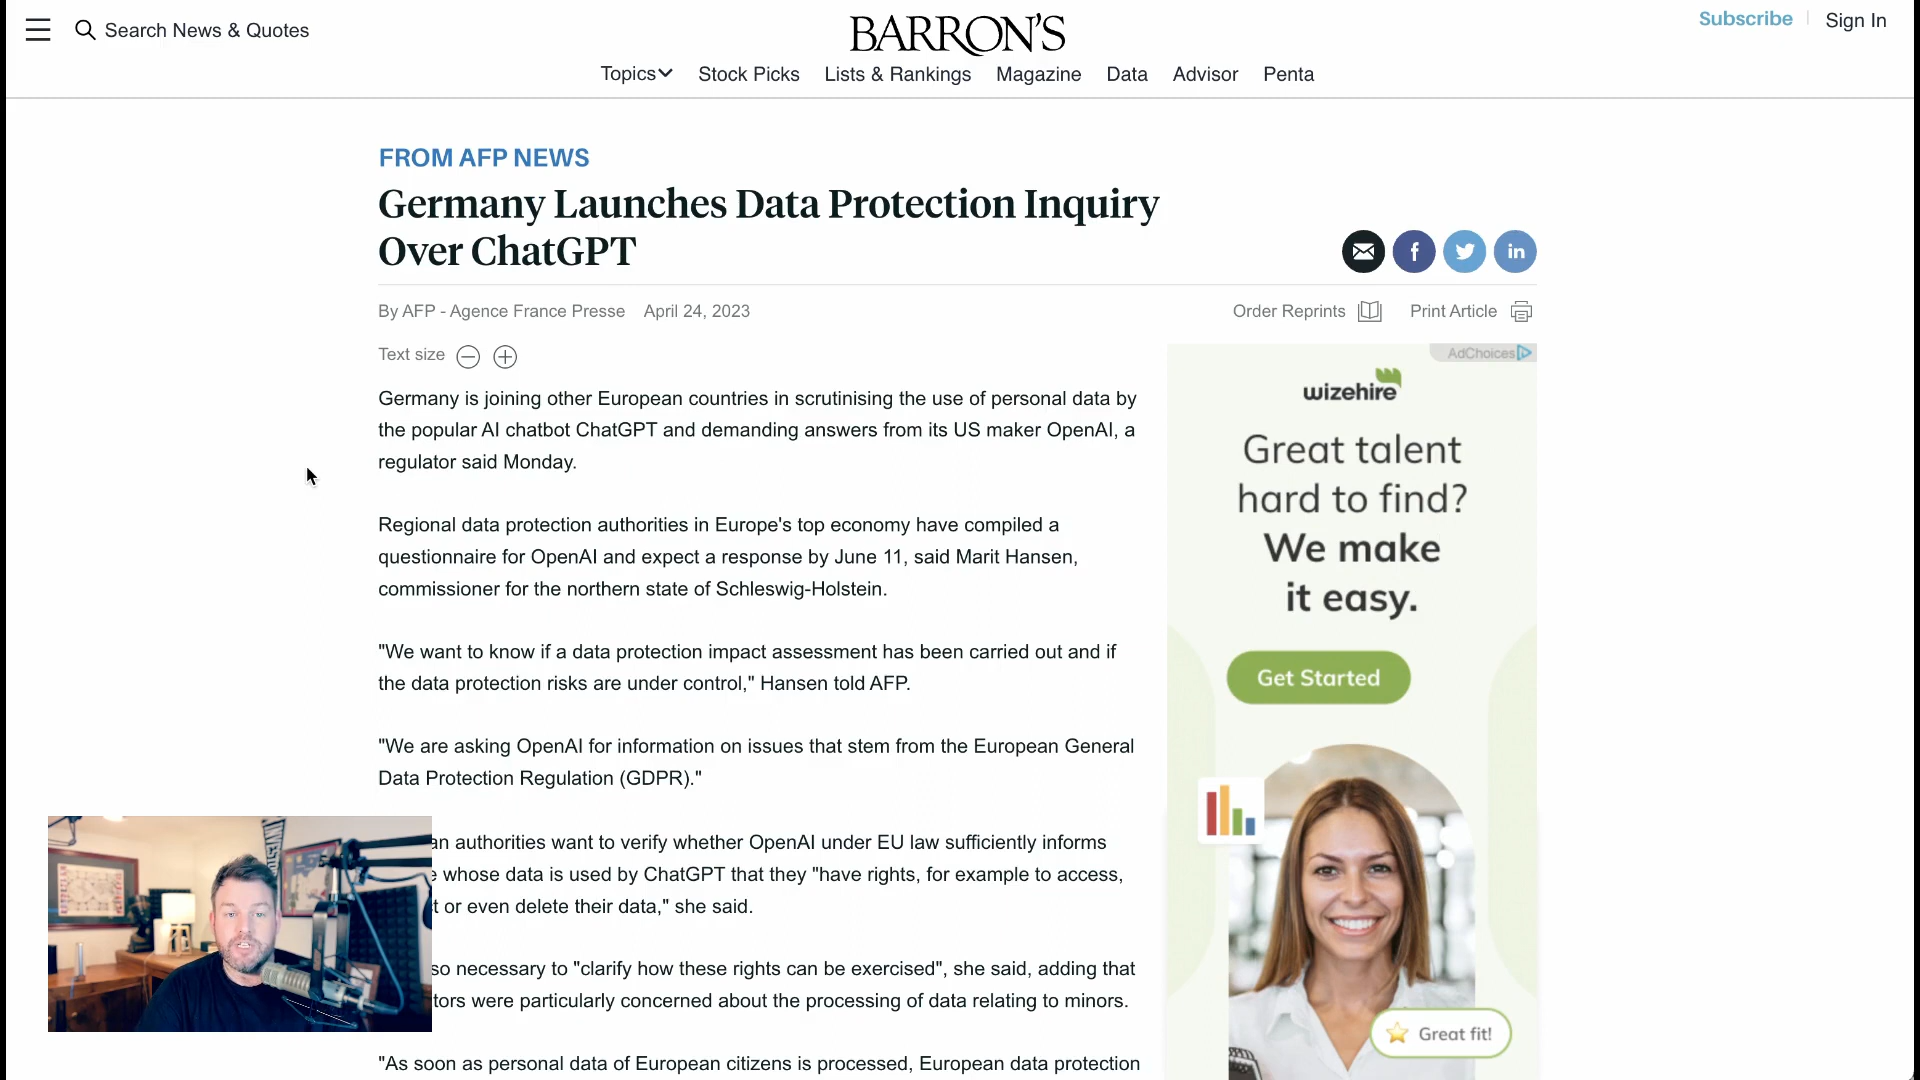 Search News & Quotes
BARRON'S
Subscribe
Sign In
Topics
Stock Picks
Lists & Rankings
Magazine
Data
Advisor
Penta
FROM AFP NEWS
Germany Launches Data Protection Inquiry
Over ChatGPT
By AFP - Agence France Presse
April 24, 2023
Order Reprints
Print Article
Text size
Germany is joining other European countries in scrutinising the use of personal data by
the popular AI chatbot ChatGPT and demanding answers from its US maker OpenAI, a
regulator said Monday.
Regional data protection authorities in Europe's top economy have compiled a
questionnaire for OpenAI and expect a response by June 11, said Marit Hansen,
commissioner for the northern state of Schleswig-Holstein.
"We want to know if a data protection impact assessment has been carried out and if
the data protection risks are under control," Hansen told AFP.
"We are asking OpenAI for information on issues that stem from the European General
Data Protection Regulation (GDPR)."
an authorities want to verify whether OpenAI under EU law sufficiently informs
whose data is used by ChatGPT that they "have rights, for example to access,
t or even delete their data," she said.
so necessary to "clarify how these rights can be exercised", she said, adding that
tors were particularly concerned about the processing of data relating to minors.
"As soon as personal data of European citizens is processed, European data protection
AdChoices
wizehire
Great talent
hard to find?
We make
it easy.
Get Started
Great fit!